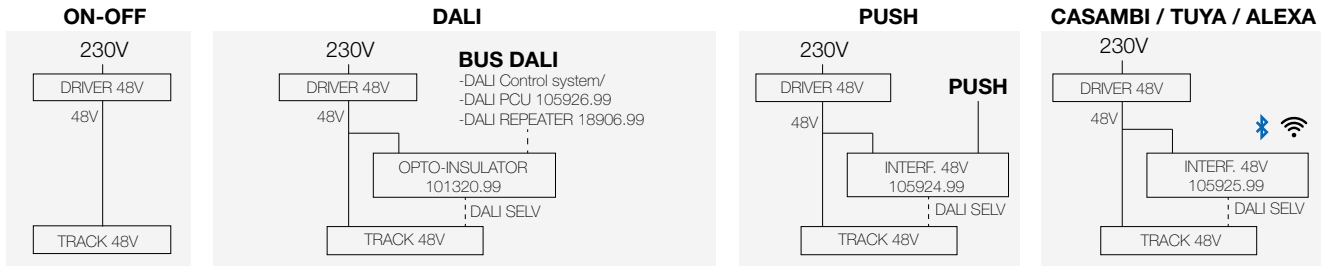 ON-OFF
230V
DRIVER 48V
48V
TRACK 48V
DALI
230V
DRIVER 48V
48V
BUS DALI
-DALI Control system/
-DALI PCU 105926.99
-DALI REPEATER 18906.99
OPTO-INSULATOR
101320.99
DALI SELV
TRACK 48V
PUSH
230V
DRIVER 48V
48V
PUSH
INTERF. 48V
105924.99
DALI SELV
TRACK 48V
CASAMBI / TUYA / ALEXA
230V
DRIVER 48V
48V
INTERF. 48V
105925.99
DALI SELV
TRACK 48V